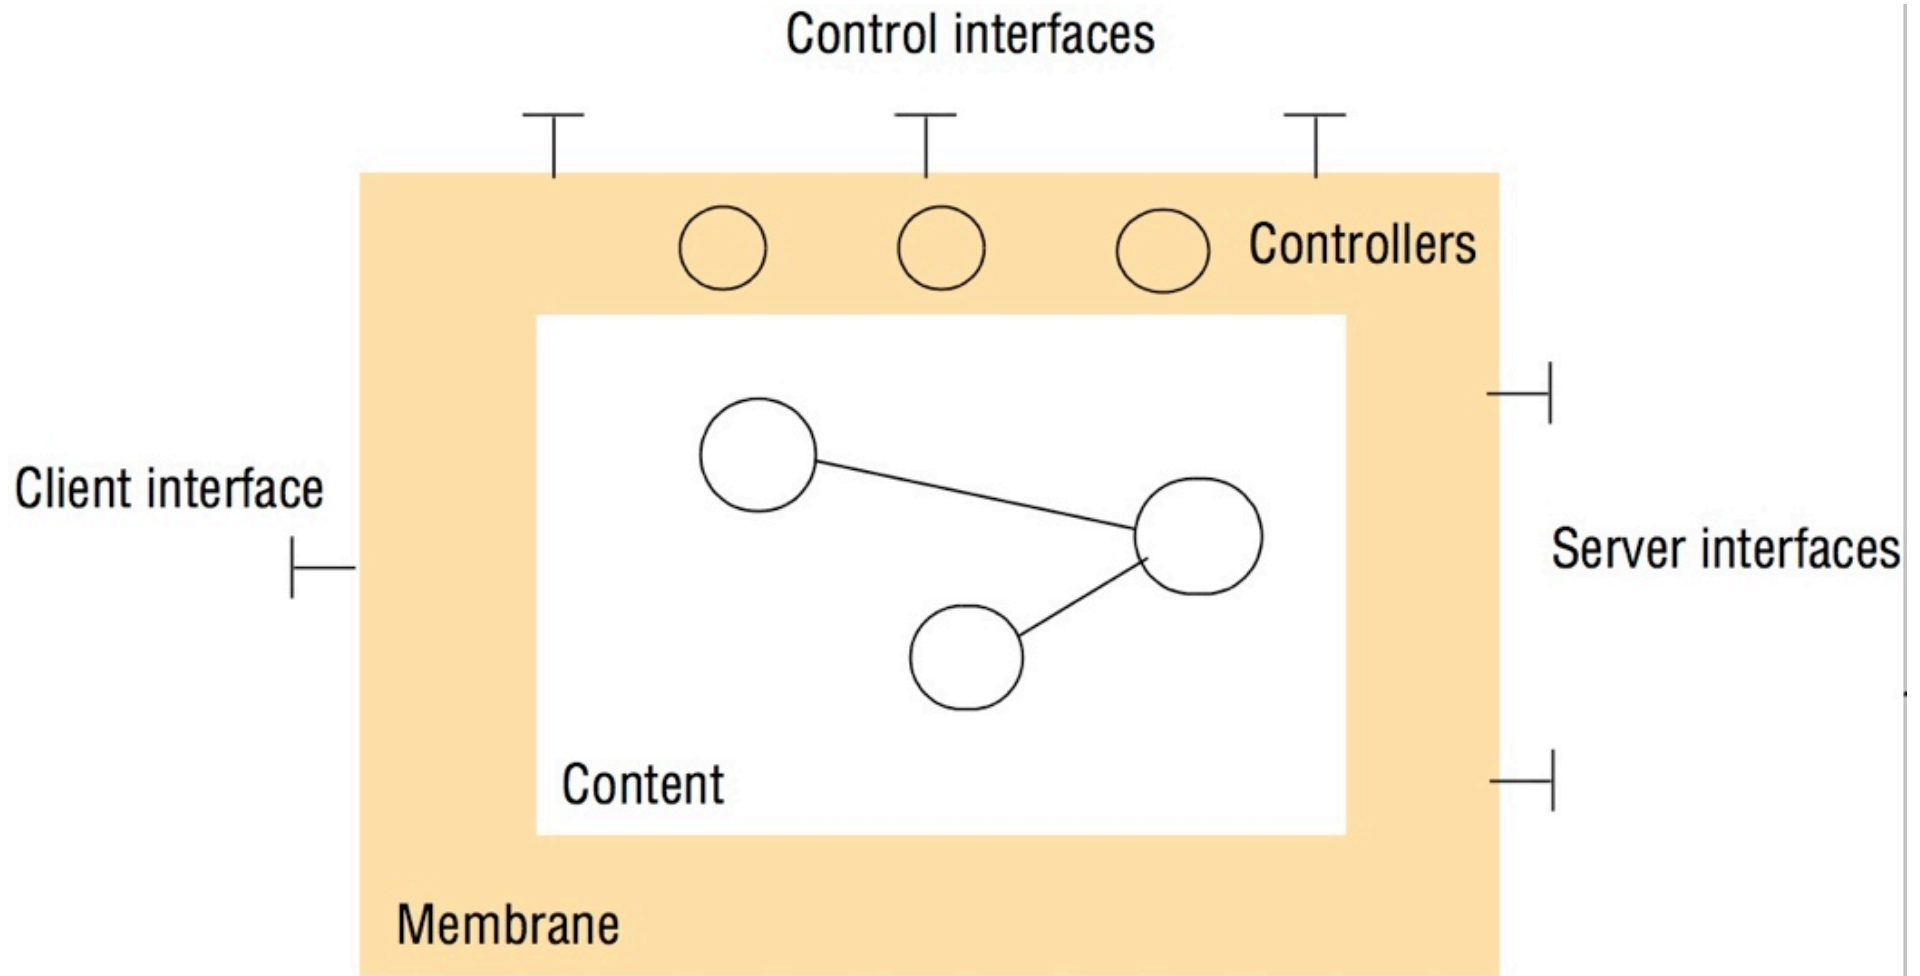 Control interfaces
Controllers
Client interface
Server interfaces
Content
Membrane